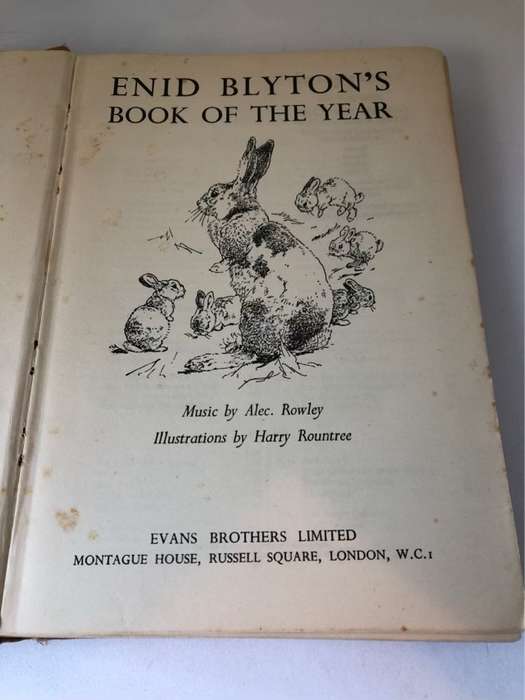 ENID BLYTON'S
BOOK OF THE YEAR
Music by Alec. Rowley
Illustrations by Harry Rountree
EVANS BROTHERS LIMITED
MONTAGUE HOUSE, RUSSELL SQUARE, LONDON, W.C.1